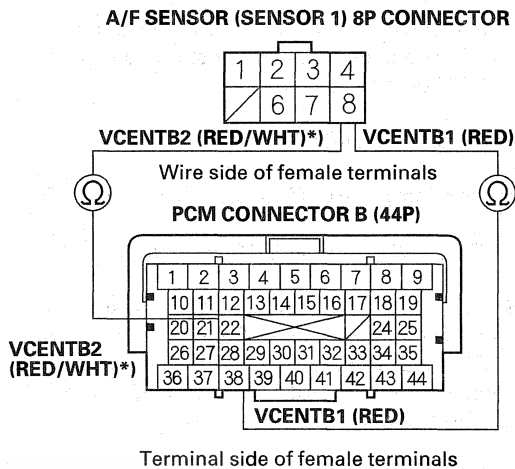 A/F SENSOR (SENSOR 1) 8P CONNECTOR
1 2 3 4
6 7 8
VCENTB2 (RED/WHT)*) VCENTB1 (RED)
Wire side of female terminals
Ω Ω
PCM CONNECTOR B (44P)
1 2 3 4 5 6 7 8 9
10 11 12 13 14 15 16 17 18 19
20 21 22 24 25
VCENTB2
(RED/WHT)*)
26 27 28 29 30 31 32 33 34 35
36 37 38 39 40 41 42 43 44
VCENTB1 (RED)
Terminal side of female terminals